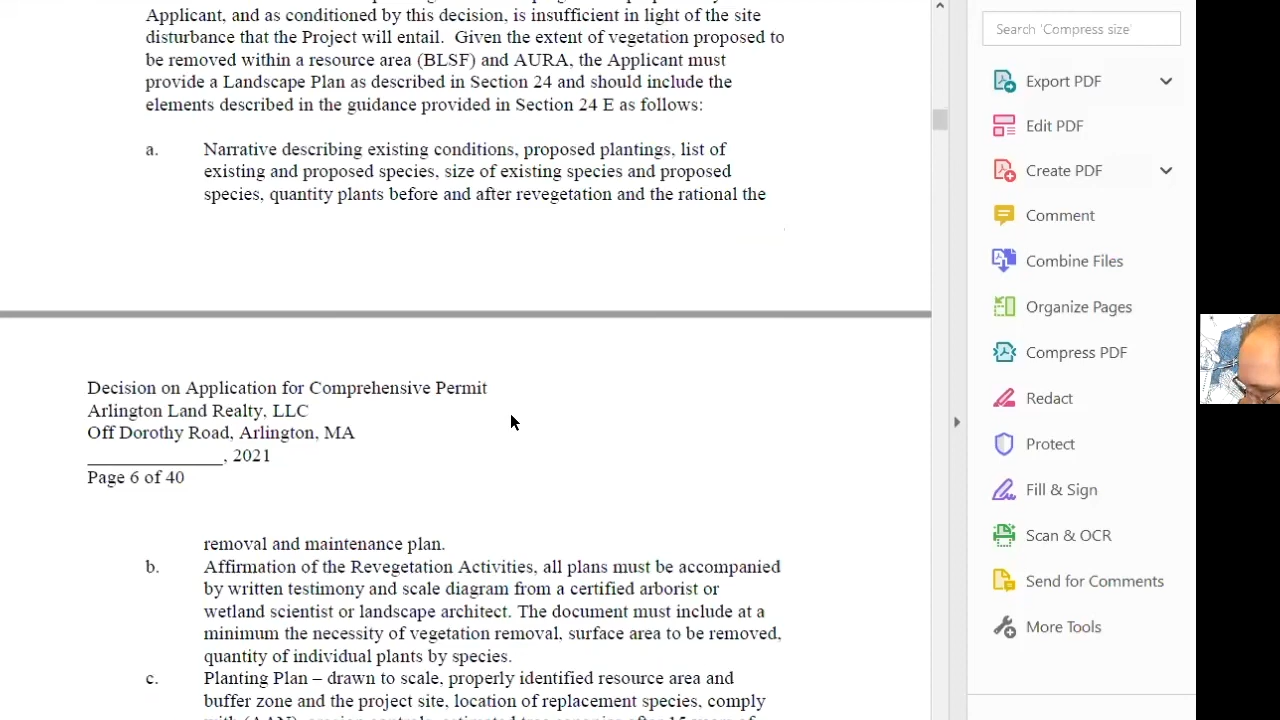 Applicant, and as conditioned by this decision, is insufficient in light of the site
disturbance that the Project will entail. Given the extent of vegetation proposed to
be removed within a resource area (BLSF) and AURA, the Applicant must
provide a Landscape Plan as described in Section 24 and should include the
elements described in the guidance provided in Section 24 E as follows:
a. Narrative describing existing conditions, proposed plantings, list of
existing and proposed species, size of existing species and proposed
species, quantity plants before and after revegetation and the rational the
Decision on Application for Comprehensive Permit
Arlington Land Realty, LLC
Off Dorothy Road, Arlington, MA
_______________, 2021
Page 6 of 40
removal and maintenance plan.
b. Affirmation of the Revegetation Activities, all plans must be accompanied
by written testimony and scale diagram from a certified arborist or
wetland scientist or landscape architect. The document must include at a
minimum the necessity of vegetation removal, surface area to be removed,
quantity of individual plants by species.
c. Planting Plan – drawn to scale, properly identified resource area and
buffer zone and the project site, location of replacement species, comply
Search 'Compress size'
Export PDF
Edit PDF
Create PDF
Comment
Combine Files
Organize Pages
Compress PDF
Redact
Protect
Fill & Sign
Scan & OCR
Send for Comments
More Tools